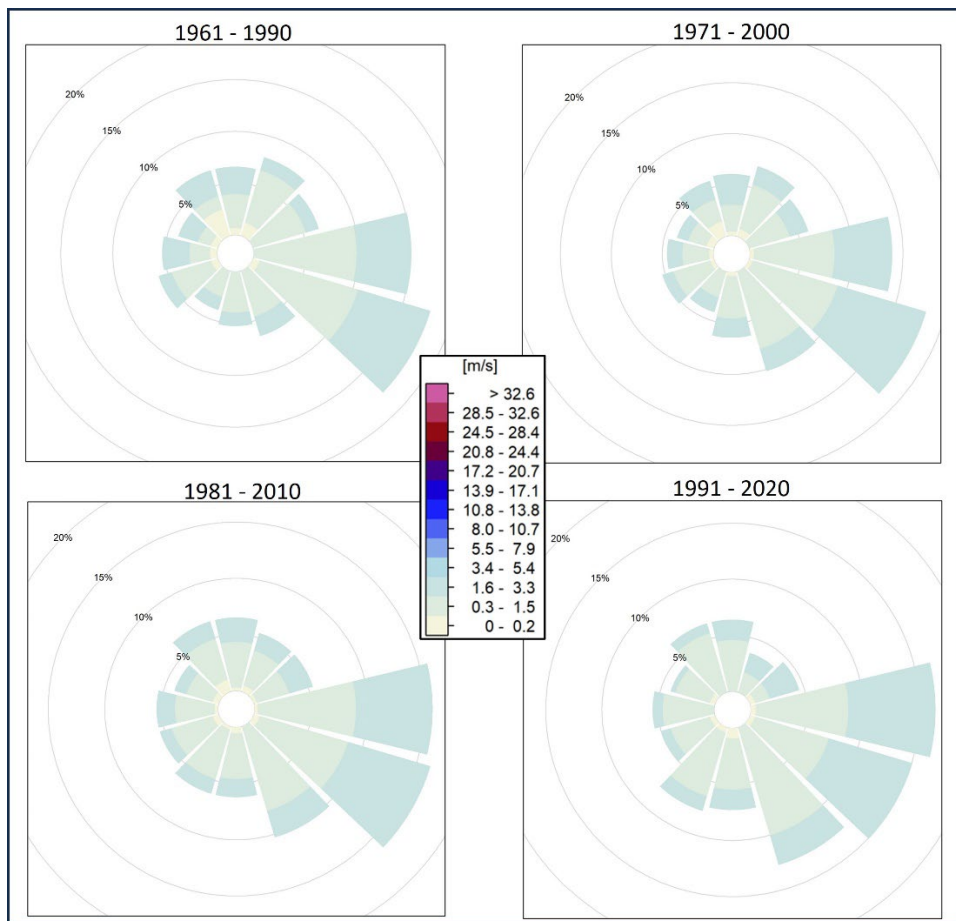 1961 - 1990
20%
15%
10%
5%
1971 - 2000
20%
15%
10%
5%
[m/s]
> 32.6
28.5 - 32.6
24.5 - 28.4
20.8 - 24.4
17.2 - 20.7
13.9 - 17.1
10.8 - 13.8
8.0 - 10.7
5.5 - 7.9
3.4 - 5.4
1.6 - 3.3
0.3 - 1.5
0 - 0.2
1981 - 2010
20%
15%
10%
5%
1991 - 2020
20%
15%
10%
5%